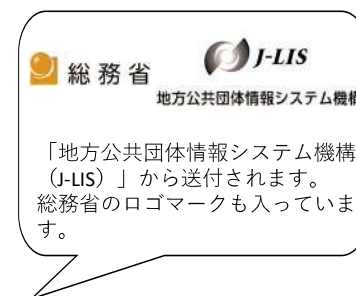 総務省
J-LIS
地方公共団体情報システム機構
「地方公共団体情報システム機構
（J-LIS）」から送付されます。
総務省のロゴマークも入っていま
す。